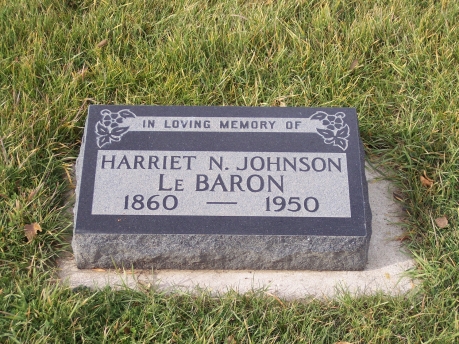 IN LOVING MEMORY OF
HARRIET N. JOHNSON
LE BARON
1860 — 1950